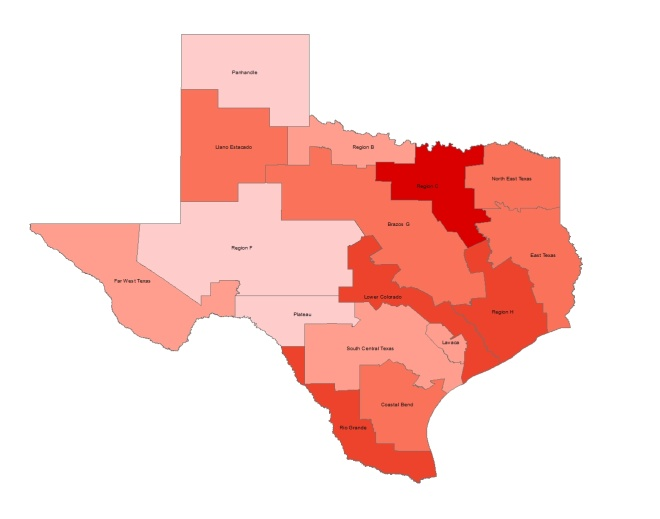 Panhandle
Llano Estacado
Region B
Region C
North East Texas
Brazos G
East Texas
Region F
Far West Texas
Lower Colorado
Region H
Plateau
Lavaca
South Central Texas
Coastal Bend
Rio Grande